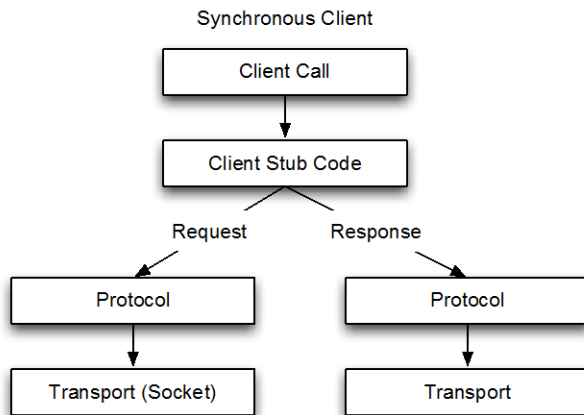 Synchronous Client
Client Call
Client Stub Code
Request
Response
Protocol
Protocol
Transport (Socket)
Transport